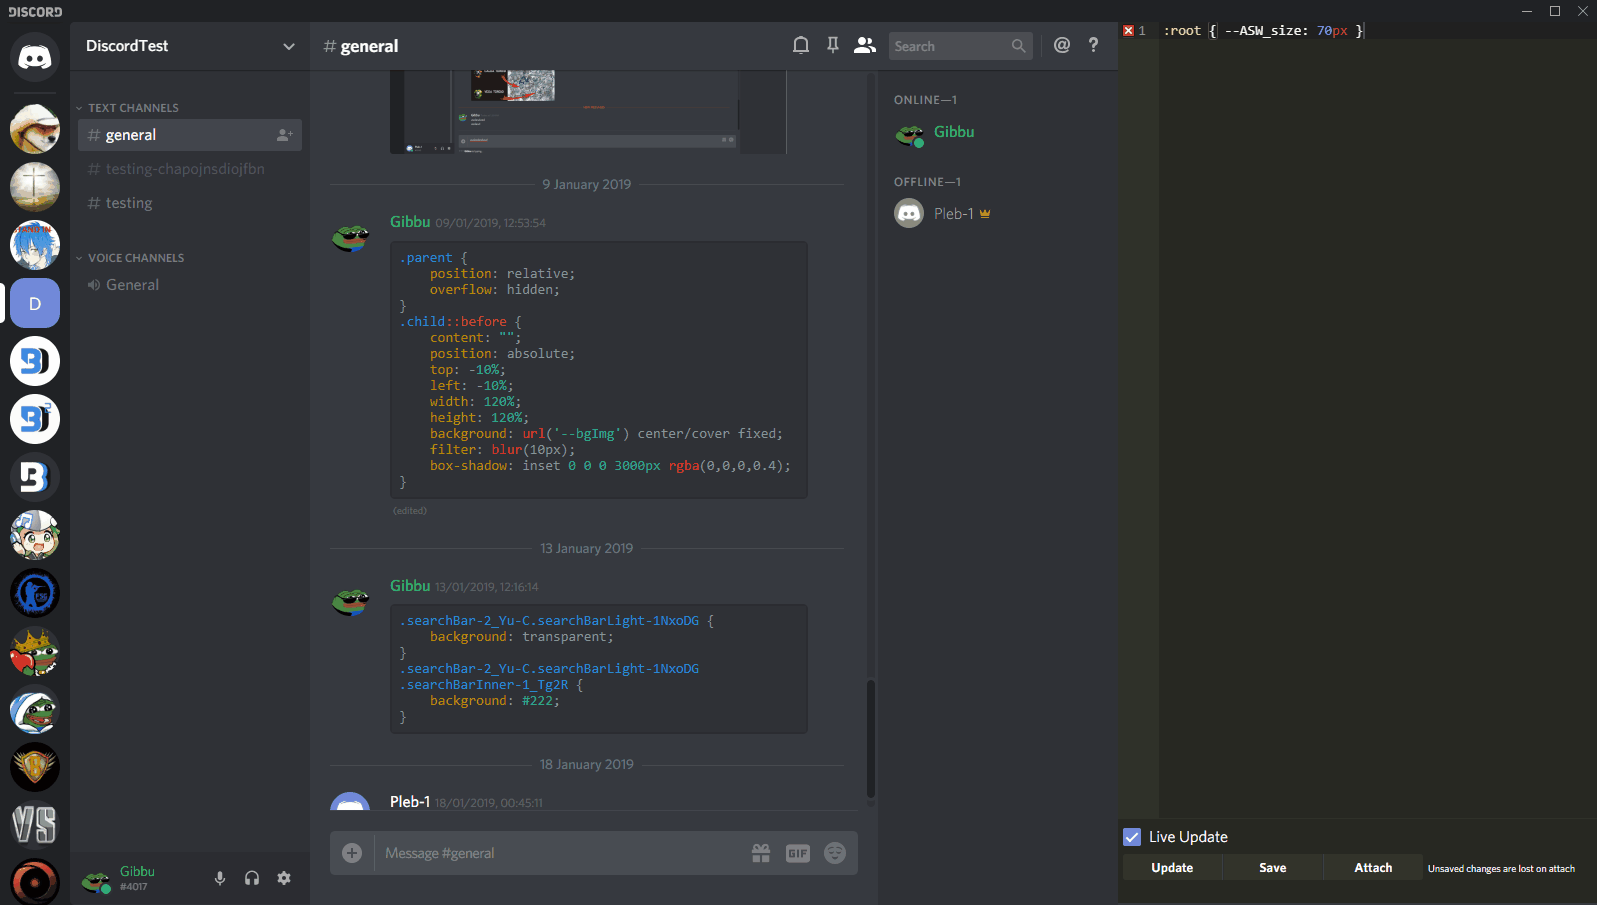 DISCORD
DiscordTest
# general
Search
@ ?
TEXT CHANNELS
# general
# testing-chapojnsdiojfbn
# testing
VOICE CHANNELS
General
D
VS
Gibbu
#4017
9 January 2019
Gibbu 09/01/2019, 12:53:54
.parent {
position: relative;
overflow: hidden;
}
.child::before {
content: "";
position: absolute;
top: -10%;
left: -10%;
width: 120%;
height: 120%;
background: url('--bgImg') center/cover fixed;
filter: blur(10px);
box-shadow: inset 0 0 0 3000px rgba(0,0,0,0.4);
}
(edited)
13 January 2019
Gibbu 13/01/2019, 12:16:14
.searchBar-2_Yu-C.searchBarLight-1NxoDG {
background: transparent;
}
.searchBar-2_Yu-C.searchBarLight-1NxoDG
.searchBarInner-1_Tg2R {
background: #222;
}
18 January 2019
Pleb-1 18/01/2019, 00:45:11
Message #general
GIF
ONLINE—1
Gibbu
OFFLINE—1
Pleb-1
1 :root { --ASW_size: 70px }
Live Update
Update Save Attach Unsaved changes are lost on attach